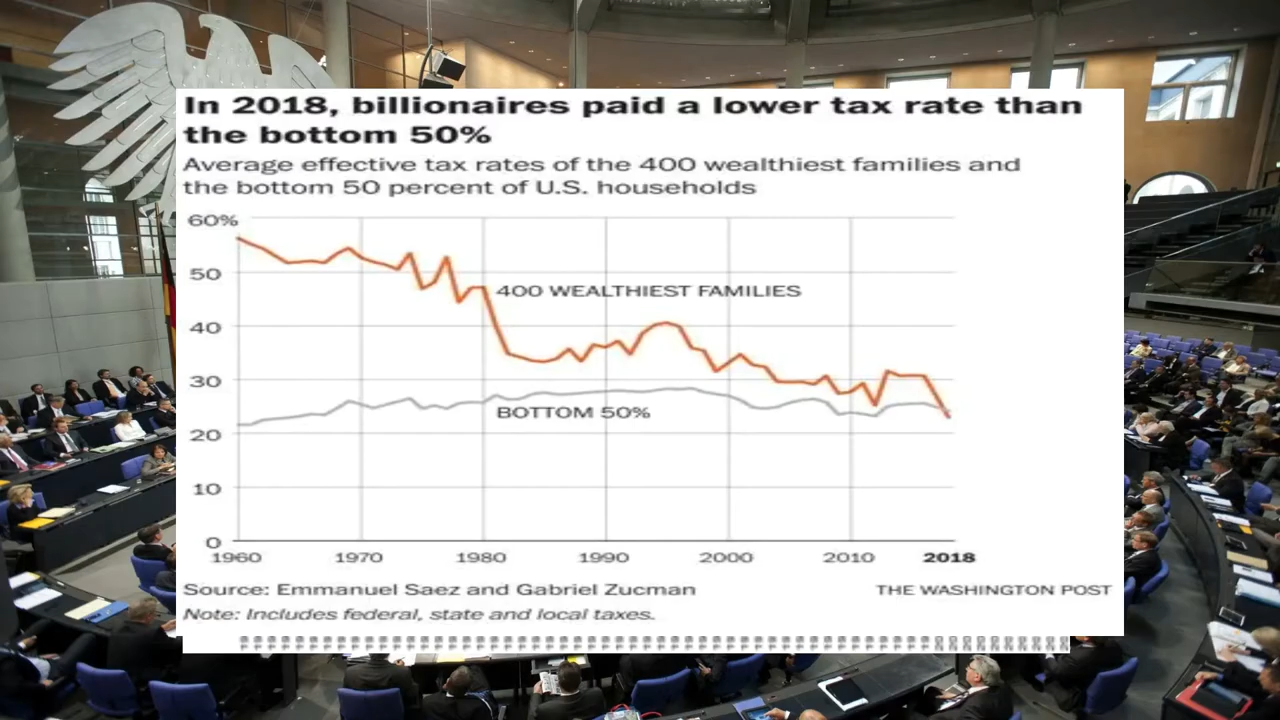 In 2018, billionaires paid a lower tax rate than
the bottom 50%
Average effective tax rates of the 400 wealthiest families and
the bottom 50 percent of U.S. households
60%
50
400 WEALTHIEST FAMILIES
40
30
BOTTOM 50%
20
10
0
1960 1970 1980 1990 2000 2010 2018
Source: Emmanuel Saez and Gabriel Zucman THE WASHINGTON POST
Note: Includes federal, state and local taxes.